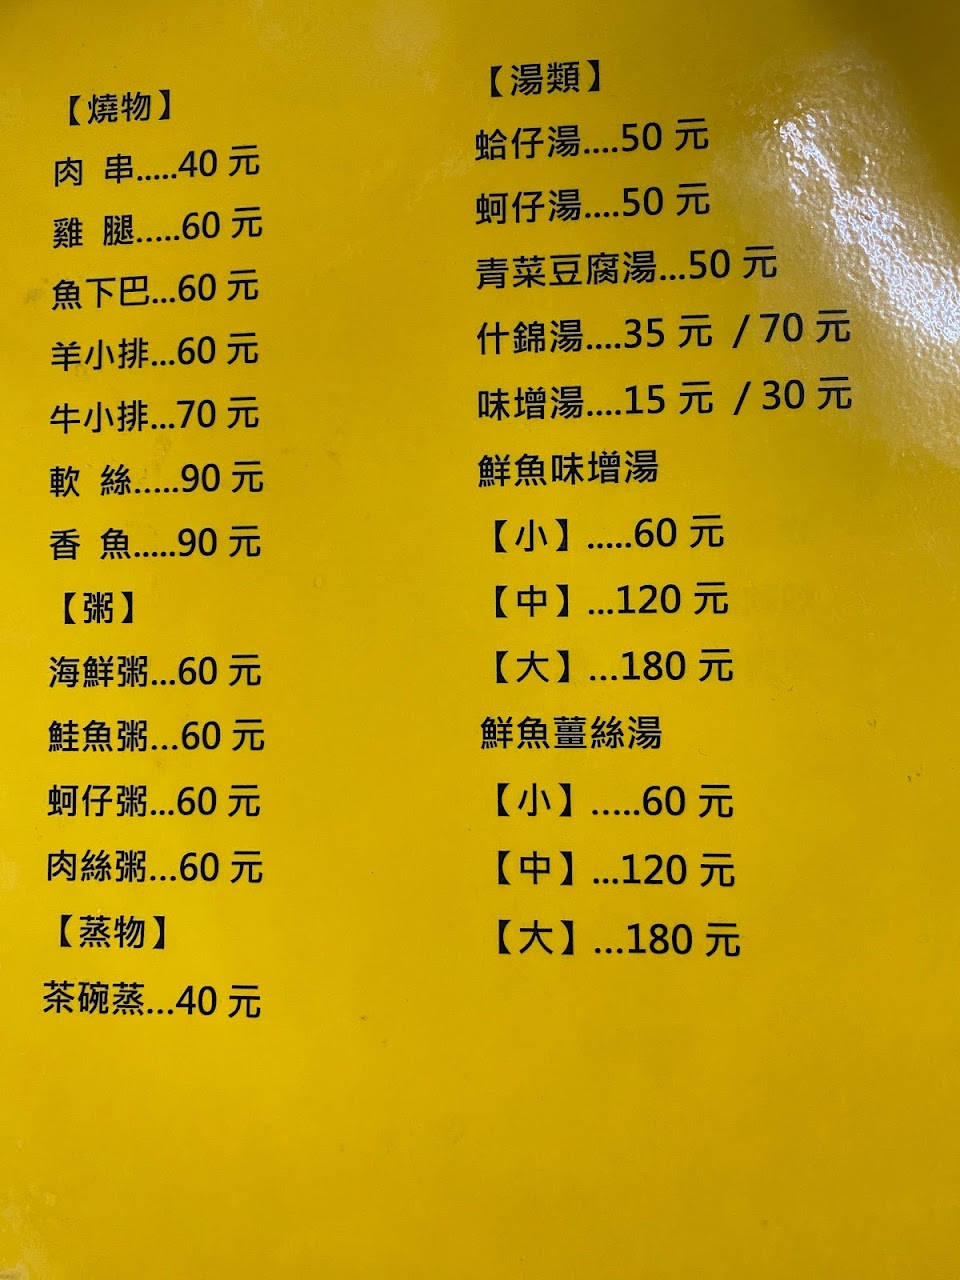 【燒物】
肉 串.....40 元
雞 腿.....60 元
魚下巴...60 元
羊小排...60 元
牛小排...70 元
軟 絲.....90 元
香 魚.....90 元
【粥】
海鮮粥...60 元
鮭魚粥...60 元
蚵仔粥...60 元
肉絲粥...60 元
【蒸物】
茶碗蒸...40 元
【湯類】
蛤仔湯....50 元
蚵仔湯....50 元
青菜豆腐湯...50 元
什錦湯....35 元 / 70 元
味增湯....15 元 / 30 元
鮮魚味增湯
【小】.....60 元
【中】...120 元
【大】...180 元
鮮魚薑絲湯
【小】.....60 元
【中】...120 元
【大】...180 元